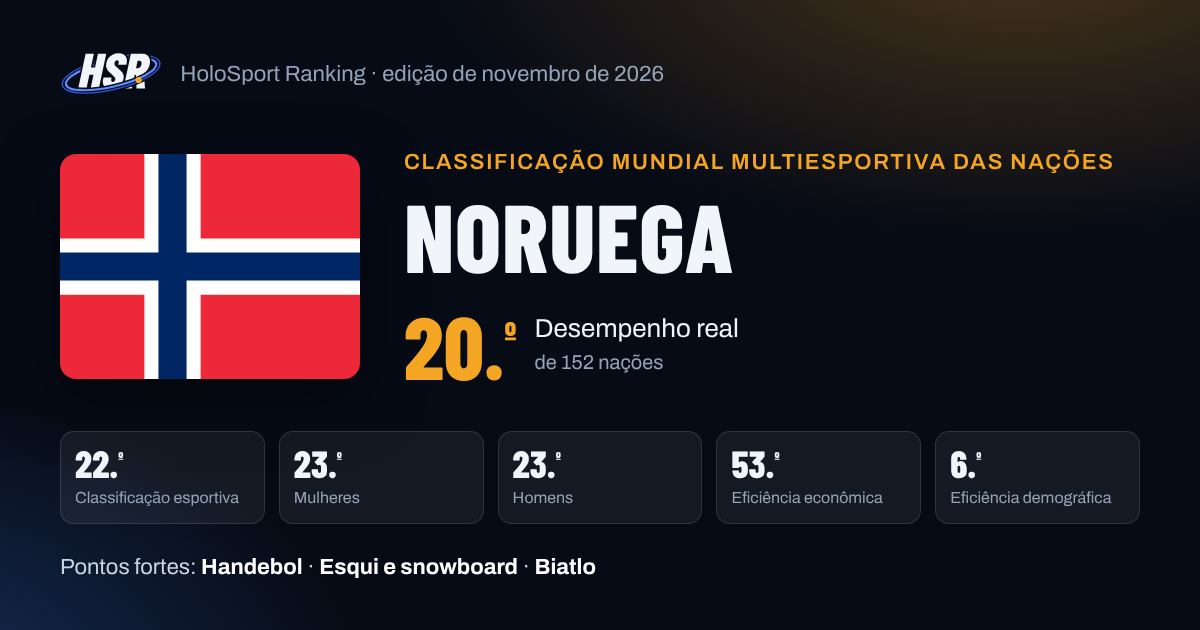 HSR
HoloSport Ranking · edição de novembro de 2026
CLASSIFICAÇÃO MUNDIAL MULTIESPORTIVA DAS NAÇÕES
NORUEGA
20.º
Desempenho real
de 152 nações
22.º
Classificação esportiva
23.º
Mulheres
23.º
Homens
53.º
Eficiência econômica
6.º
Eficiência demográfica
Pontos fortes: Handebol · Esqui e snowboard · Biatlo